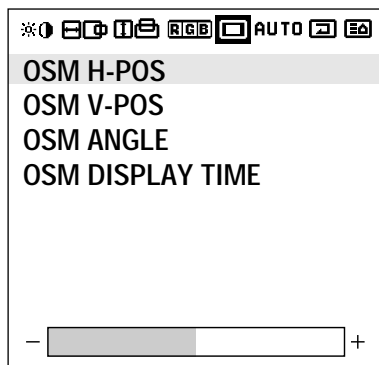 RGB AUTO
OSM H-POS
OSM V-POS
OSM ANGLE
OSM DISPLAY TIME
− +